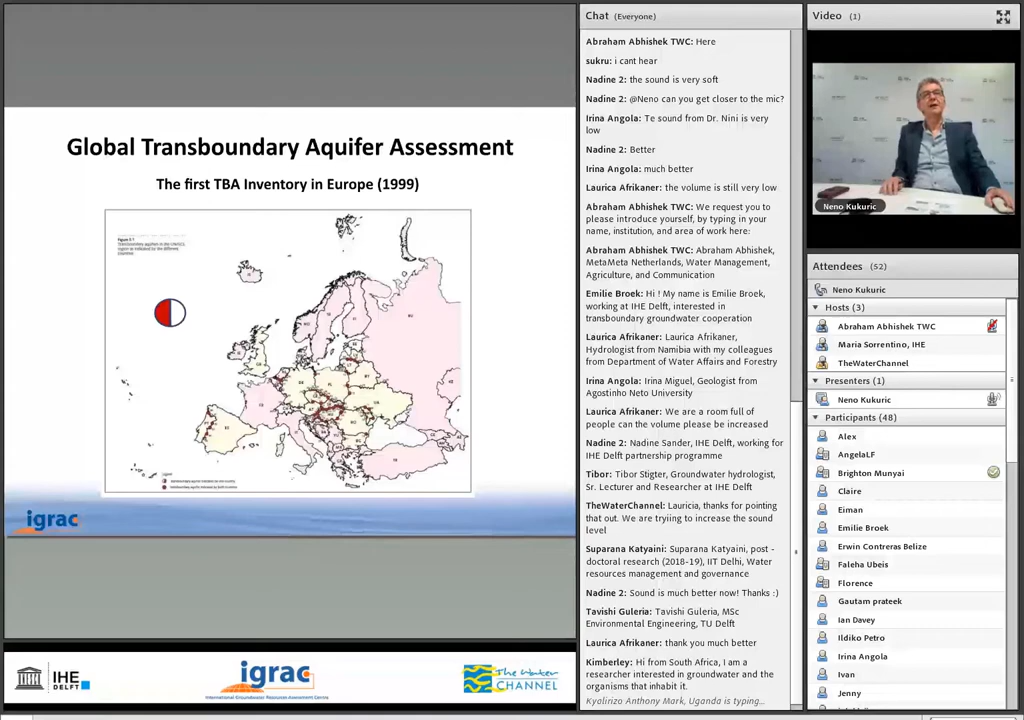 Global Transboundary Aquifer Assessment
The first TBA Inventory in Europe (1999)
igrac
IHE
DELFT
igrac
International Groundwater Resources Assessment Centre
The Water
CHANNEL
Chat (Everyone)
Abraham Abhishek TWC: Here
sukru: i cant hear
Nadine 2: the sound is very soft
Nadine 2: @Neno can you get closer to the mic?
Irina Angola: Te sound from Dr. Nini is very
low
Nadine 2: Better
Irina Angola: much better
Laurica Afrikaner: the volume is still very low
Abraham Abhishek TWC: We request you to
please introduce yourself, by typing in your
name, institution, and area of work here:
Abraham Abhishek TWC: Abraham Abhishek,
MetaMeta Netherlands, Water Management,
Agriculture, and Communication
Emilie Broek: Hi ! My name is Emilie Broek,
working at IHE Delft, interested in
transboundary groundwater cooperation
Laurica Afrikaner: Laurica Afrikaner,
Hydrologist from Namibia with my colleagues
from Department of Water Affairs and Forestry
Irina Angola: Irina Miguel, Geologist from
Agostinho Neto University
Laurica Afrikaner: We are a room full of
people can the volume please be increased
Nadine 2: Nadine Sander, IHE Delft, working for
IHE Delft partnership programme
Tibor: Tibor Stigter, Groundwater hydrologist,
Sr. Lecturer and Researcher at IHE Delft
TheWaterChannel: Lauricia, thanks for pointing
that out. We are tryiing to increase the sound
level
Suparana Katyaini: Suparana Katyaini, post -
doctoral research (2018-19), IIT Delhi, Water
resources management and governance
Nadine 2: Sound is much better now! Thanks :)
Tavishi Guleria: Tavishi Guleria, MSc
Environmental Engineering, TU Delft
Laurica Afrikaner: thank you much better
Kimberley: Hi from South Africa, I am a
researcher interested in groundwater and the
organisms that inhabit it.
Kyalirizo Anthony Mark, Uganda is typing...
Video (1)
Neno Kukuric
Attendees (52)
Neno Kukuric
Hosts (3)
Abraham Abhishek TWC
Maria Sorrentino, IHE
TheWaterChannel
Presenters (1)
Neno Kukuric
Participants (48)
Alex
AngelaLF
Brighton Munyai
Claire
Eiman
Emilie Broek
Erwin Contreras Belize
Faleha Ubeis
Florence
Gautam prateek
Ian Davey
Ildiko Petro
Irina Angola
Ivan
Jenny